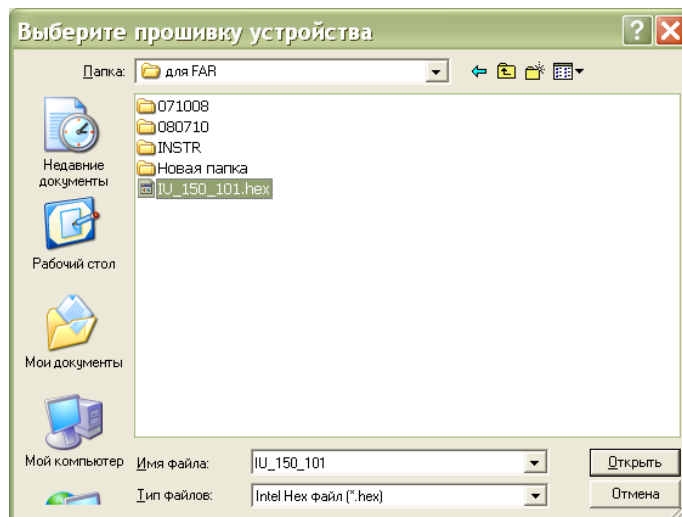 Выберите прошивку устройства
Папка:
для FAR
071008
080710
INSTR
Новая папка
IU_150_101.hex
Недавние
документы
Рабочий стол
Мои документы
Мой компьютер
Имя файла:
IU_150_101
Открыть
Тип файлов:
Intel Hex файл (*.hex)
Отмена